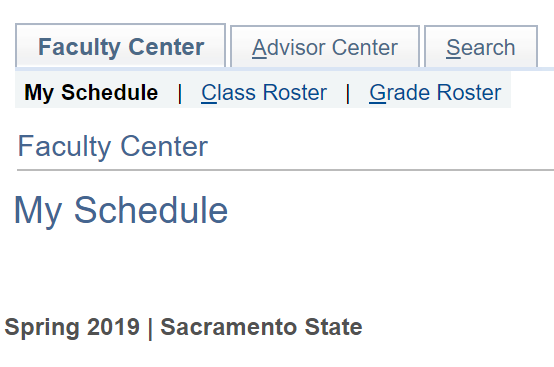 Faculty Center Advisor Center Search
My Schedule | Class Roster | Grade Roster
Faculty Center
My Schedule
Spring 2019 | Sacramento State